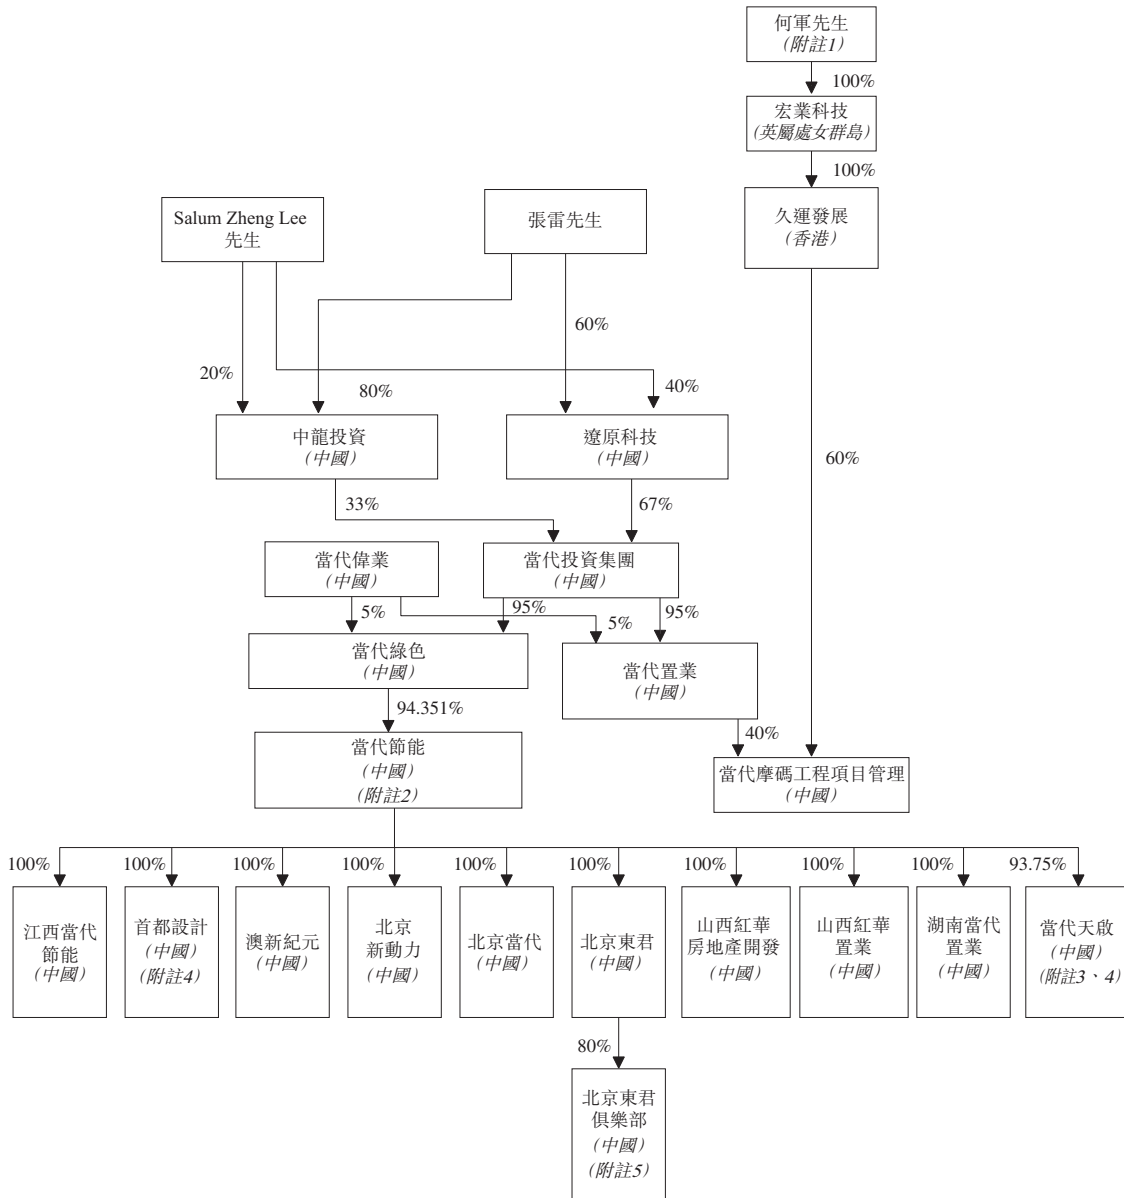 何軍先生
(附註1)
100%
宏業科技
(英屬處女群島)
100%
久運發展
(香港)
Salum Zheng Lee
先生
張雷先生
60%
20%
80%
40%
中龍投資
(中國)
遼原科技
(中國)
60%
33%
67%
當代偉業
(中國)
當代投資集團
(中國)
5%
95%
5%
95%
當代綠色
(中國)
當代置業
(中國)
94.351%
40%
當代節能
(中國)
(附註2)
當代摩碼工程項目管理
(中國)
100%
100%
100%
100%
100%
100%
100%
100%
100%
93.75%
江西當代
節能
(中國)
首都設計
(中國)
(附註4)
澳新紀元
(中國)
北京
新動力
(中國)
北京當代
(中國)
北京東君
(中國)
山西紅華
房地產開發
(中國)
山西紅華
置業
(中國)
湖南當代
置業
(中國)
當代天啟
(中國)
(附註3、4)
80%
北京東君
俱樂部
(中國)
(附註5)